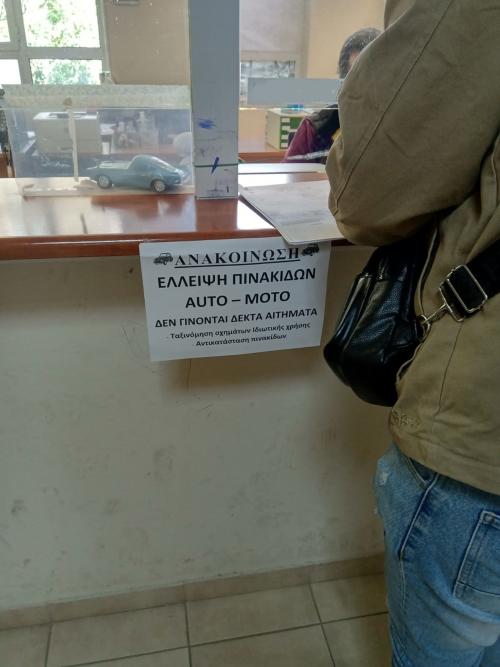 ΑΝΑΚΟΙΝΩΣΗ
ΕΛΛΕΙΨΗ ΠΙΝΑΚΙΔΩΝ
AUTO – MOTO
ΔΕΝ ΓΙΝΟΝΤΑΙ ΔΕΚΤΑ ΑΙΤΗΜΑΤΑ
- Ταξινόμηση οχημάτων Ιδιωτικής χρήσης
- Αντικατάσταση πινακίδων